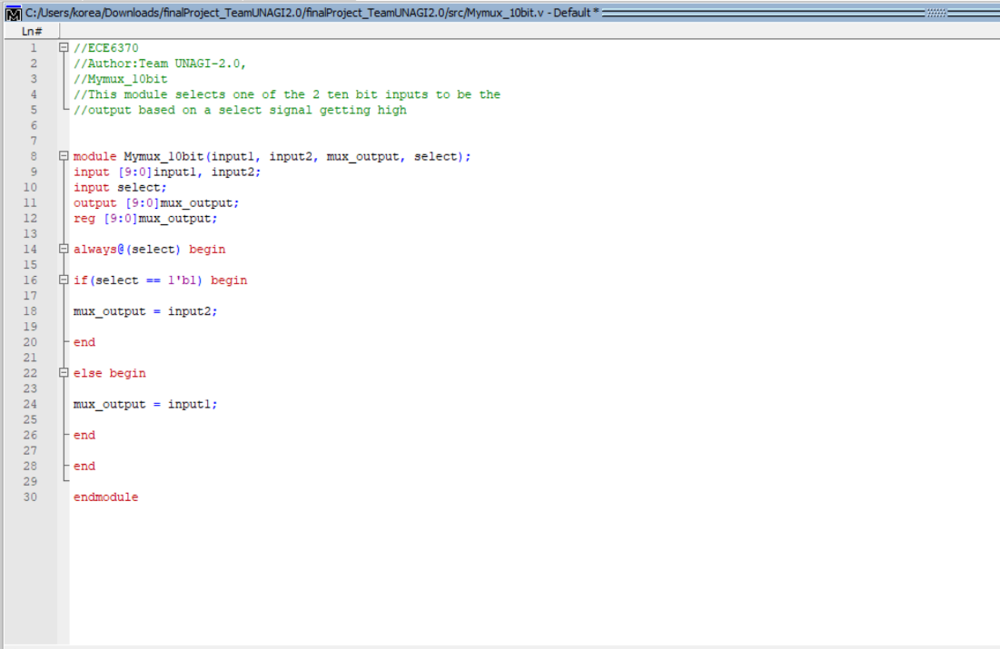 C:/Users/korea/Downloads/finalProject_TeamUNAGI2.0/finalProject_TeamUNAGI2.0/src/Mymux_10bit.v - Default *
Ln#
1 //ECE6370
2 //Author:Team UNAGI-2.0,
3 //Mymux_10bit
4 //This module selects one of the 2 ten bit inputs to be the
5 //output based on a select signal getting high
6
7
8 module Mymux_10bit(input1, input2, mux_output, select);
9 input [9:0]input1, input2;
10 input select;
11 output [9:0]mux_output;
12 reg [9:0]mux_output;
13
14 always@(select) begin
15
16 if(select == 1'b1) begin
17
18 mux_output = input2;
19
20 end
21
22 else begin
23
24 mux_output = input1;
25
26 end
27
28 end
29
30 endmodule